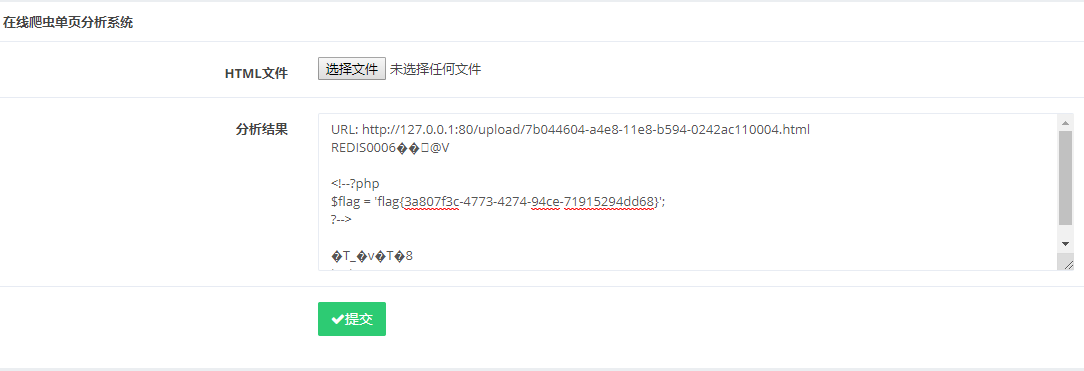 在线爬虫单页分析系统
HTML文件
选择文件 未选择任何文件
分析结果
URL: http://127.0.0.1:80/upload/7b044604-a4e8-11e8-b594-0242ac110004.html
REDIS0006��@V
<!--?php
$flag = 'flag{3a807f3c-4773-4274-94ce-71915294dd68}';
?-->
�T_�v�T�8
提交